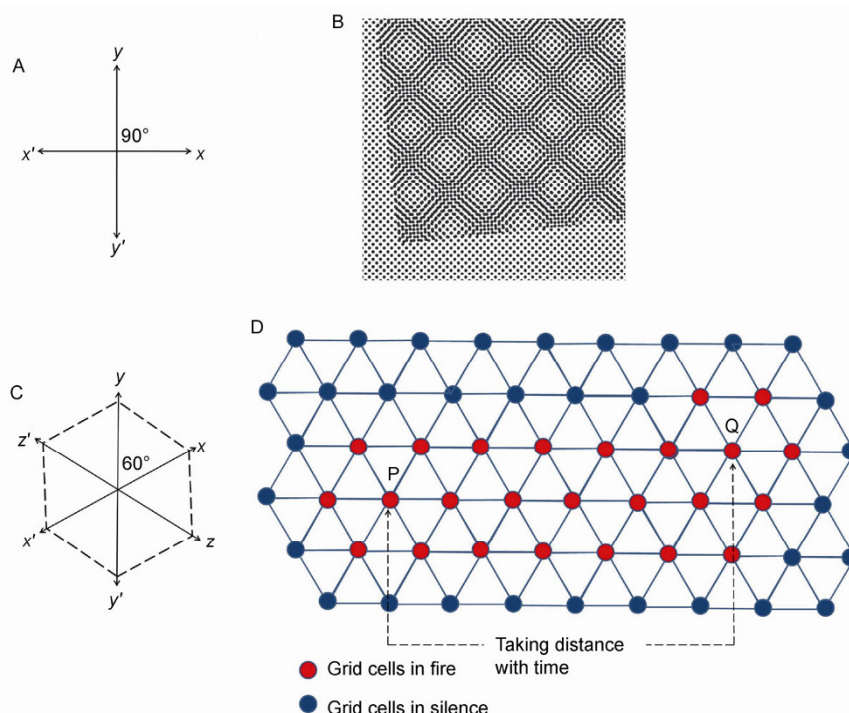 A
y
90°
x'
x
y'
B
C
y
z'
60°
x
x'
z
y'
D
P
Q
Taking distance
with time
Grid cells in fire
Grid cells in silence